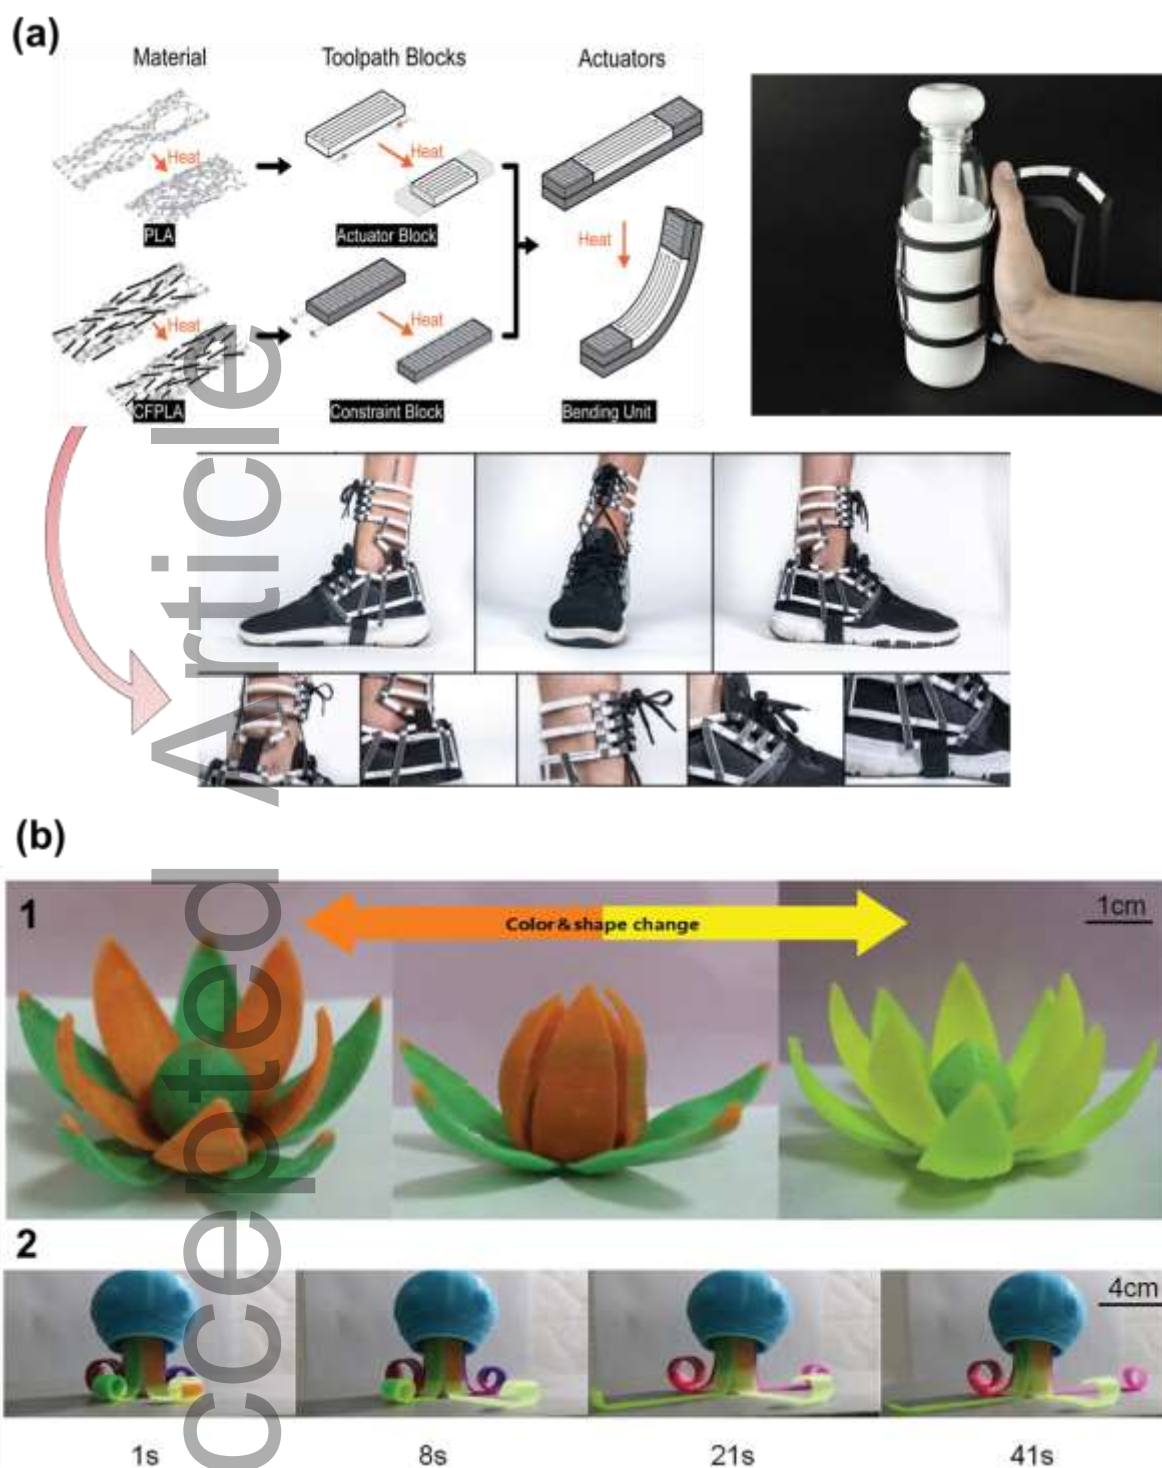 (a)
Material
Toolpath Blocks
Actuators
Heat
Heat
PLA
Actuator Block
Heat
Heat
Heat
CFPLA
Constraint Block
Bending Unit
(b)
1
Color&shape change
1cm
2
4cm
1s
8s
21s
41s
ccepted Article